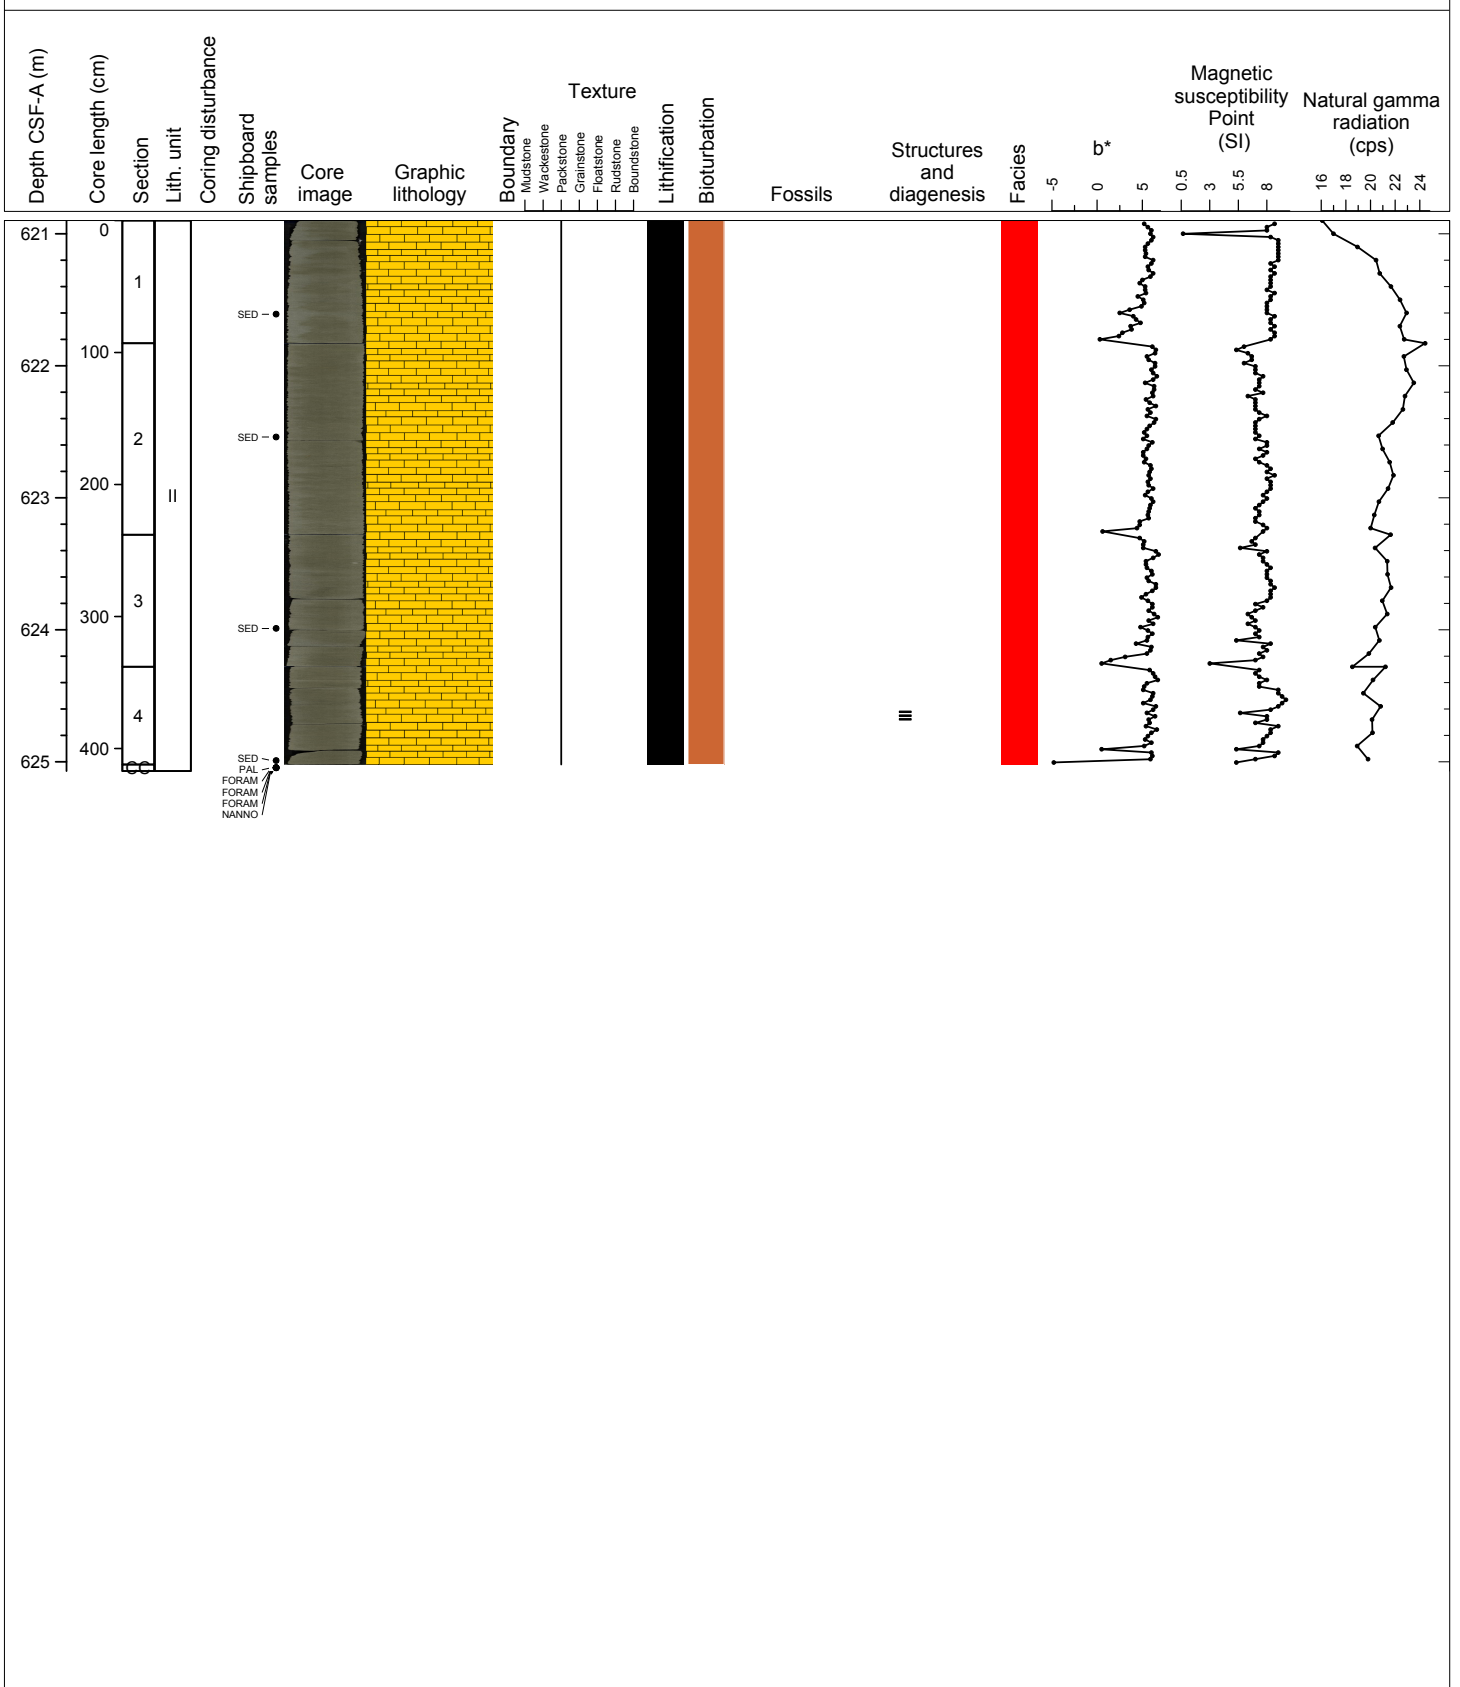 Depth CSF-A (m)
Core length (cm)
Section
Lith. unit
Coring disturbance
Shipboard
samples
Core
image
Graphic
lithology
Boundary
Texture
Mudstone
Wackestone
Packstone
Grainstone
Floatstone
Rudstone
Boundstone
Lithification
Bioturbation
Fossils
Structures
and
diagenesis
Facies
b*
-5
0
5
Magnetic
susceptibility
Point
(SI)
0.5
3
5.5
8
Natural gamma
radiation
(cps)
16
18
20
22
24
621
622
623
624
625
0
100
200
300
400
1
2
3
4
CC
II
SED
SED
SED
SED
PAL
FORAM
FORAM
FORAM
NANNO